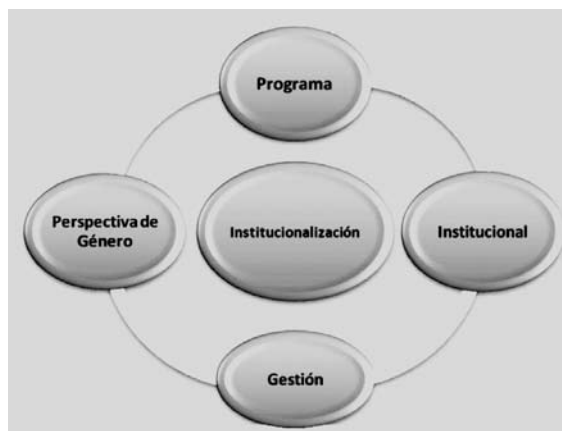 Programa
Perspectiva de
Género
Institucionalización
Institucional
Gestión